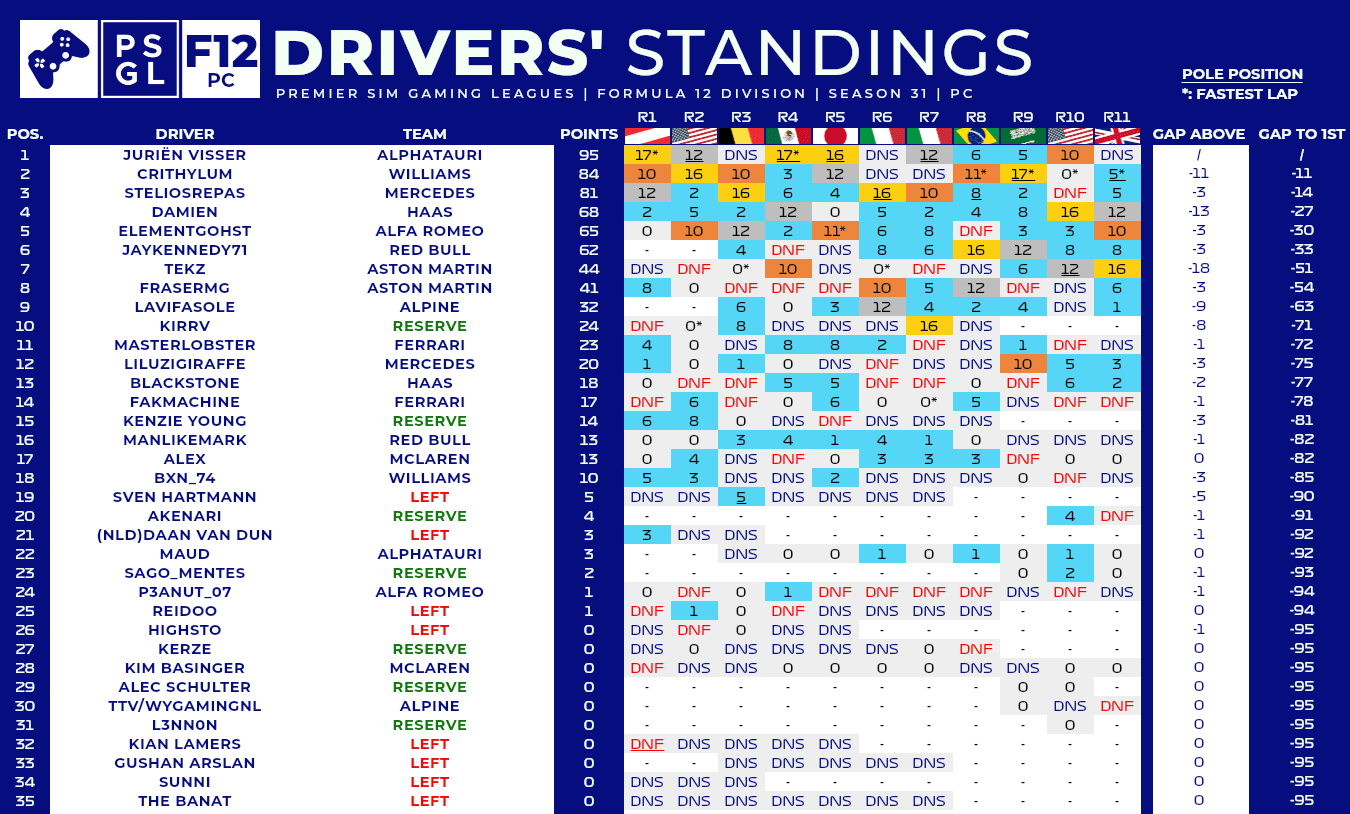 PS GL F12 PC DRIVERS' STANDINGS
PREMIER SIM GAMING LEAGUES | FORMULA 12 DIVISION | SEASON 31 | PC
POLE POSITION
*: FASTEST LAP
R1 R2 R3 R4 R5 R6 R7 R8 R9 R10 R11
POS. DRIVER TEAM POINTS GAP ABOVE GAP TO 1ST
1 JURIËN VISSER ALPHATAURI 95 17* 12 DNS 17* 16 DNS 12 6 5 10 DNS / /
2 CRITHYLUM WILLIAMS 84 10 16 10 3 12 DNS DNS 11* 17* 0* 5* -11 -11
3 STELIOSREPAS MERCEDES 81 12 2 16 6 4 16 10 8 2 DNF 5 -3 -14
4 DAMIEN HAAS 68 2 5 2 12 0 5 2 4 8 16 12 -13 -27
5 ELEMENTGOHST ALFA ROMEO 65 0 10 12 2 11* 6 8 DNF 3 3 10 -3 -30
6 JAYKENNEDY71 RED BULL 62 - - 4 DNF DNS 8 6 16 12 8 8 -3 -33
7 TEKZ ASTON MARTIN 44 DNS DNF 0* 10 DNS 0* DNF DNS 6 12 16 -18 -51
8 FRASERMG ASTON MARTIN 41 8 0 DNF DNF DNF 10 5 12 DNF DNS 6 -3 -54
9 LAVIFASOLE ALPINE 32 - - 6 0 3 12 4 2 4 DNS 1 -9 -63
10 KIRRV RESERVE 24 DNF 0* 8 DNS DNS DNS 16 DNS - - - -8 -71
11 MASTERLOBSTER FERRARI 23 4 0 DNS 8 8 2 DNF DNS 1 DNF DNS -1 -72
12 LILUZIGIRAFFE MERCEDES 20 1 0 1 0 DNS DNF DNS DNS 10 5 3 -3 -75
13 BLACKSTONE HAAS 18 0 DNF DNF 5 5 DNF DNF 0 DNF 6 2 -2 -77
14 FAKMACHINE FERRARI 17 DNF 6 DNF 0 6 0 0* 5 DNS DNF DNF -1 -78
15 KENZIE YOUNG RESERVE 14 6 8 0 DNS DNF DNS DNS DNS - - - -3 -81
16 MANLIKEMARK RED BULL 13 0 0 3 4 1 4 1 0 DNS DNS DNS -1 -82
17 ALEX MCLAREN 13 0 4 DNS DNF 0 3 3 3 DNF 0 0 0 -82
18 BXN_74 WILLIAMS 10 5 3 DNS DNS 2 DNS DNS DNS 0 DNF DNS -3 -85
19 SVEN HARTMANN LEFT 5 DNS DNS 5 DNS DNS DNS DNS - - - - -5 -90
20 AKENARI RESERVE 4 - - - - - - - - - 4 DNF -1 -91
21 (NLD)DAAN VAN DUN LEFT 3 3 DNS DNS - - - - - - - - -1 -92
22 MAUD ALPHATAURI 3 - - DNS 0 0 1 0 1 0 1 0 0 -92
23 SAGO_MENTES RESERVE 2 - - - - - - - - 0 2 0 -1 -93
24 P3ANUT_07 ALFA ROMEO 1 0 DNF 0 1 DNF DNF DNF DNF DNS DNF DNS -1 -94
25 REIDOO LEFT 1 DNF 1 0 DNF DNS DNS DNS DNS - - - 0 -94
26 HIGHSTO LEFT 0 DNS DNF 0 DNS DNS - - - - - - -1 -95
27 KERZE RESERVE 0 DNS 0 DNS DNS DNS DNS 0 DNF - - - 0 -95
28 KIM BASINGER MCLAREN 0 DNF DNS DNS 0 0 0 0 DNS DNS 0 0 0 -95
29 ALEC SCHULTER RESERVE 0 - - - - - - - - 0 0 - 0 -95
30 TTV/WYGAMINGNL ALPINE 0 - - - - - - - - 0 DNS DNF 0 -95
31 L3NN0N RESERVE 0 - - - - - - - - - 0 - 0 -95
32 KIAN LAMERS LEFT 0 DNF DNS DNS DNS DNS - - - - - - 0 -95
33 GUSHAN ARSLAN LEFT 0 - - DNS DNS DNS DNS DNS - - - - 0 -95
34 SUNNI LEFT 0 DNS DNS DNS - - - - - - - - 0 -95
35 THE BANAT LEFT 0 DNS DNS DNS DNS DNS DNS DNS - - - - 0 -95